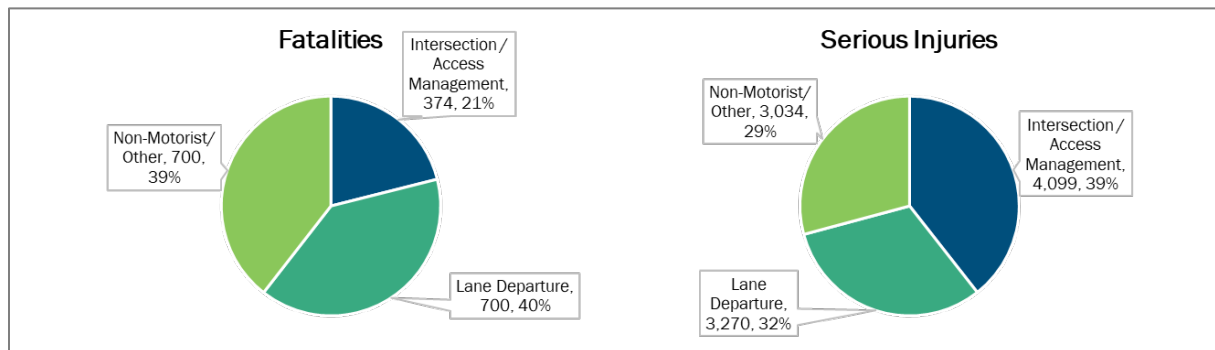 Fatalities
Intersection /
Access
Management,
374, 21%
Non-Motorist/
Other, 700,
39%
Lane Departure,
700, 40%
Serious Injuries
Non-Motorist/
Other, 3,034,
29%
Intersection /
Access
Management,
4,099, 39%
Lane
Departure,
3,270, 32%